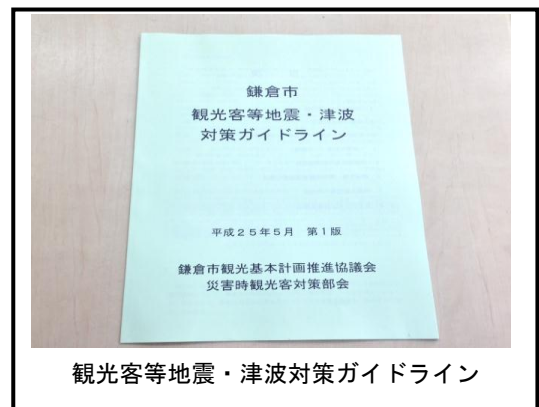 鎌倉市
観光客等地震・津波
対策ガイドライン
平成25年5月 第1版
鎌倉市観光基本計画推進協議会
災害時観光客対策部会
観光客等地震・津波対策ガイドライン